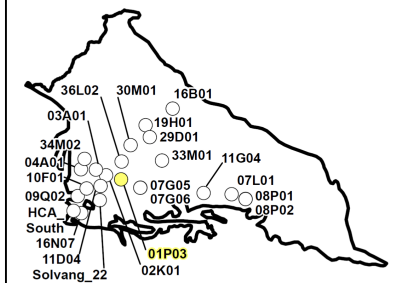 16B01
36L02
30M01
03A01
19H01
29D01
34M02
33M01
04A01
11G04
10F01
07G05
07L01
07G06
09Q02
08P01
HCA_
South
08P02
16N07
01P03
11D04
02K01
Solvang_22